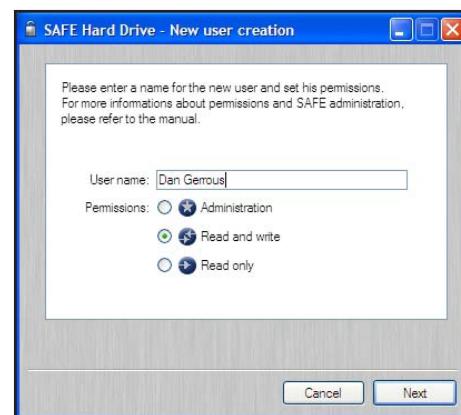 SAFE Hard Drive - New user creation
Please enter a name for the new user and set his permissions.
For more informations about permissions and SAFE administration,
please refer to the manual.
User name: Dan Gerrous
Permissions: Administration
Read and write
Read only
Cancel Next